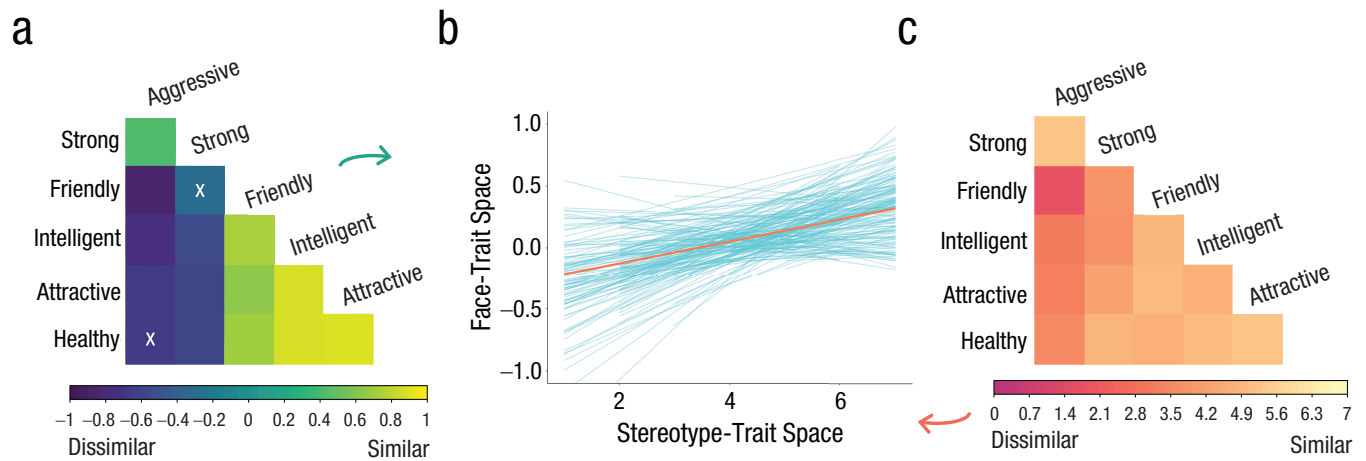 a
Aggressive
Strong
Strong
Friendly
x
Friendly
Intelligent
Intelligent
Attractive
Attractive
Healthy
x
−1 −0.8 −0.6 −0.4 −0.2 0 0.2 0.4 0.6 0.8 1
Dissimilar Similar
b
Face-Trait Space
1.0
0.5
0.0
−0.5
−1.0
2 4 6
Stereotype-Trait Space
c
Aggressive
Strong
Strong
Friendly
Friendly
Intelligent
Intelligent
Attractive
Attractive
Healthy
0 0.7 1.4 2.1 2.8 3.5 4.2 4.9 5.6 6.3 7
Dissimilar Similar